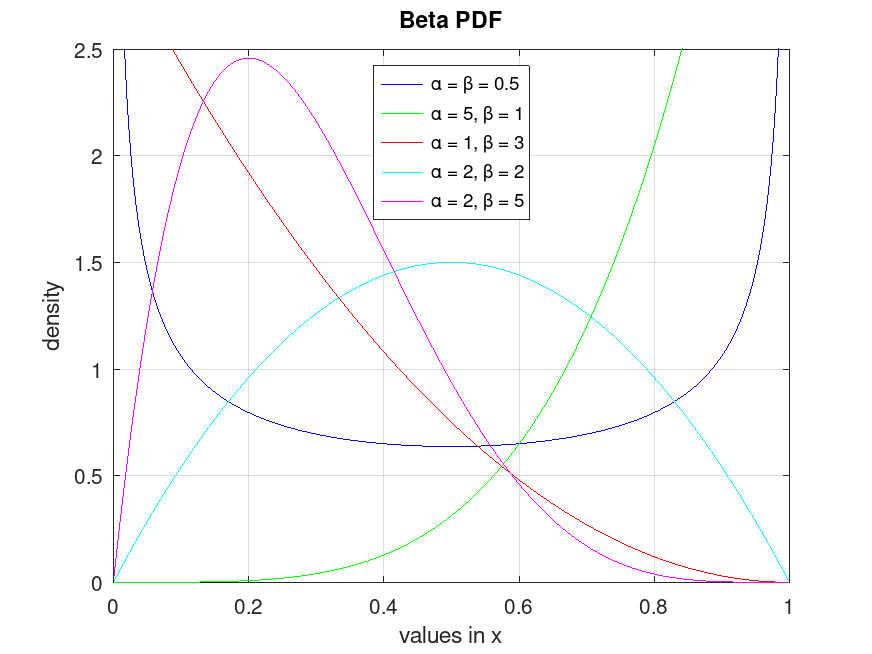 Beta PDF
2.5
2
1.5
1
0.5
0
density
α = β = 0.5
α = 5, β = 1
α = 1, β = 3
α = 2, β = 2
α = 2, β = 5
0 0.2 0.4 0.6 0.8 1
values in x